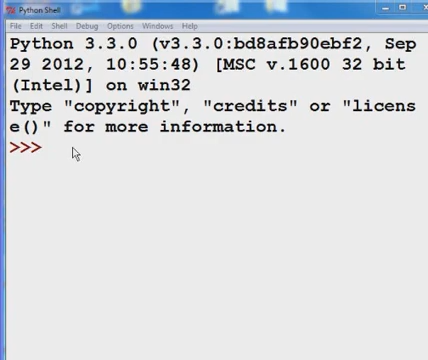 Python Shell
File Edit Shell Debug Options Windows Help
Python 3.3.0 (v3.3.0:bd8afb90ebf2, Sep
29 2012, 10:55:48) [MSC v.1600 32 bit
(Intel)] on win32
Type "copyright", "credits" or "licens
e()" for more information.
>>>